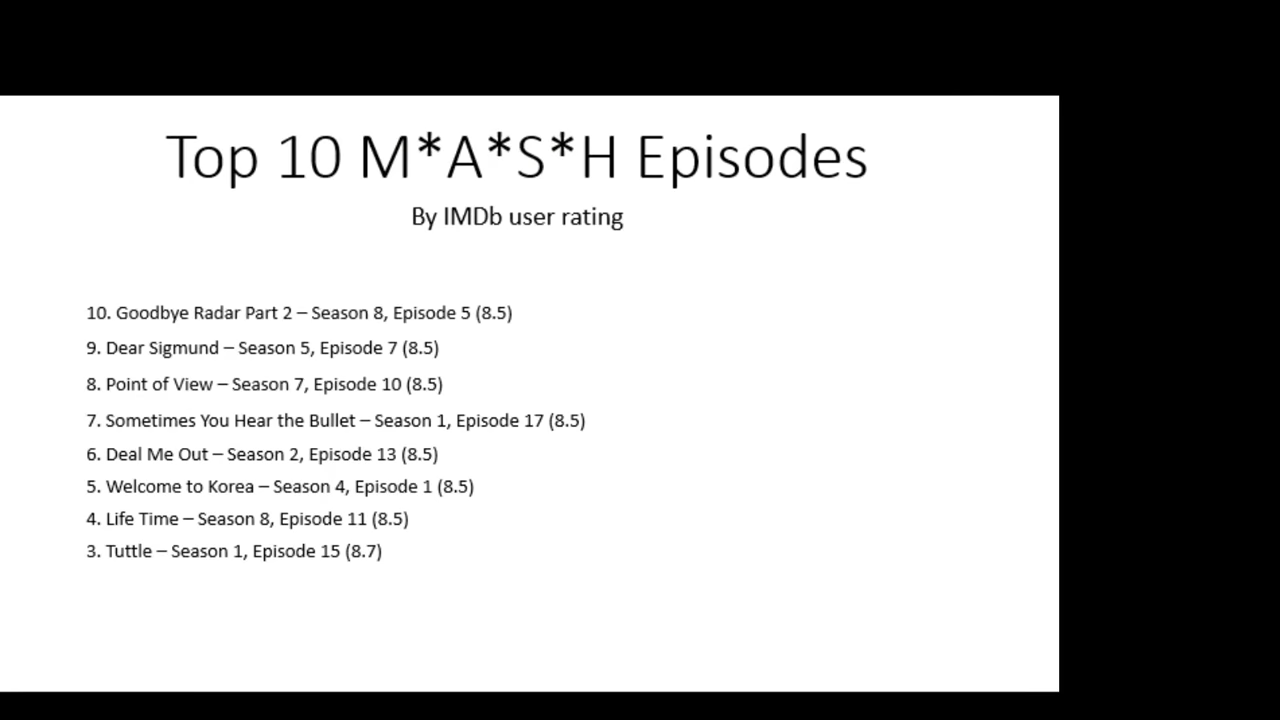 Top 10 M*A*S*H Episodes
By IMDb user rating
10. Goodbye Radar Part 2 – Season 8, Episode 5 (8.5)
9. Dear Sigmund – Season 5, Episode 7 (8.5)
8. Point of View – Season 7, Episode 10 (8.5)
7. Sometimes You Hear the Bullet – Season 1, Episode 17 (8.5)
6. Deal Me Out – Season 2, Episode 13 (8.5)
5. Welcome to Korea – Season 4, Episode 1 (8.5)
4. Life Time – Season 8, Episode 11 (8.5)
3. Tuttle – Season 1, Episode 15 (8.7)